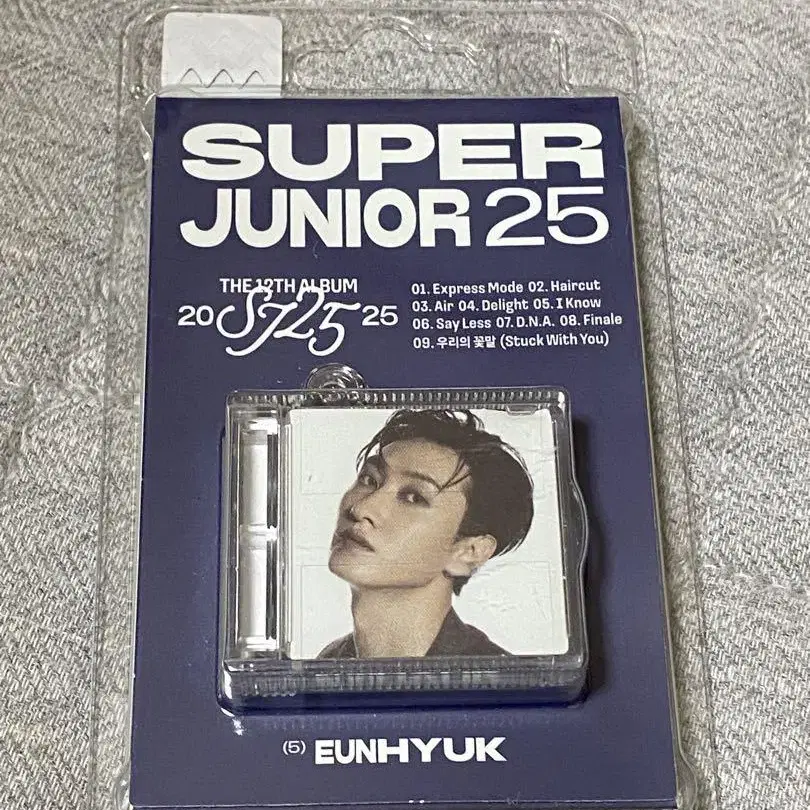 SUPER
JUNIOR 25
THE 12TH ALBUM
20 SJ25 25
01. Express Mode 02. Haircut
03. Air 04. Delight 05. I Know
06. Say Less 07. D.N.A. 08. Finale
09. 우리의 꽃말 (Stuck With You)
(5) EUNHYUK